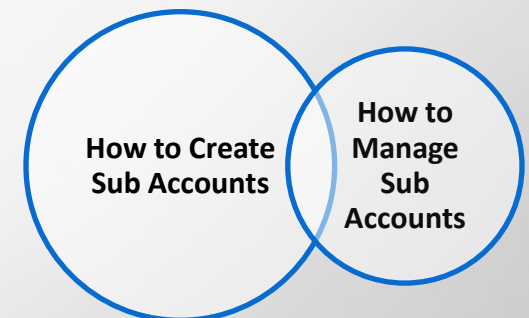 How to Create
Sub Accounts
How to
Manage
Sub
Accounts